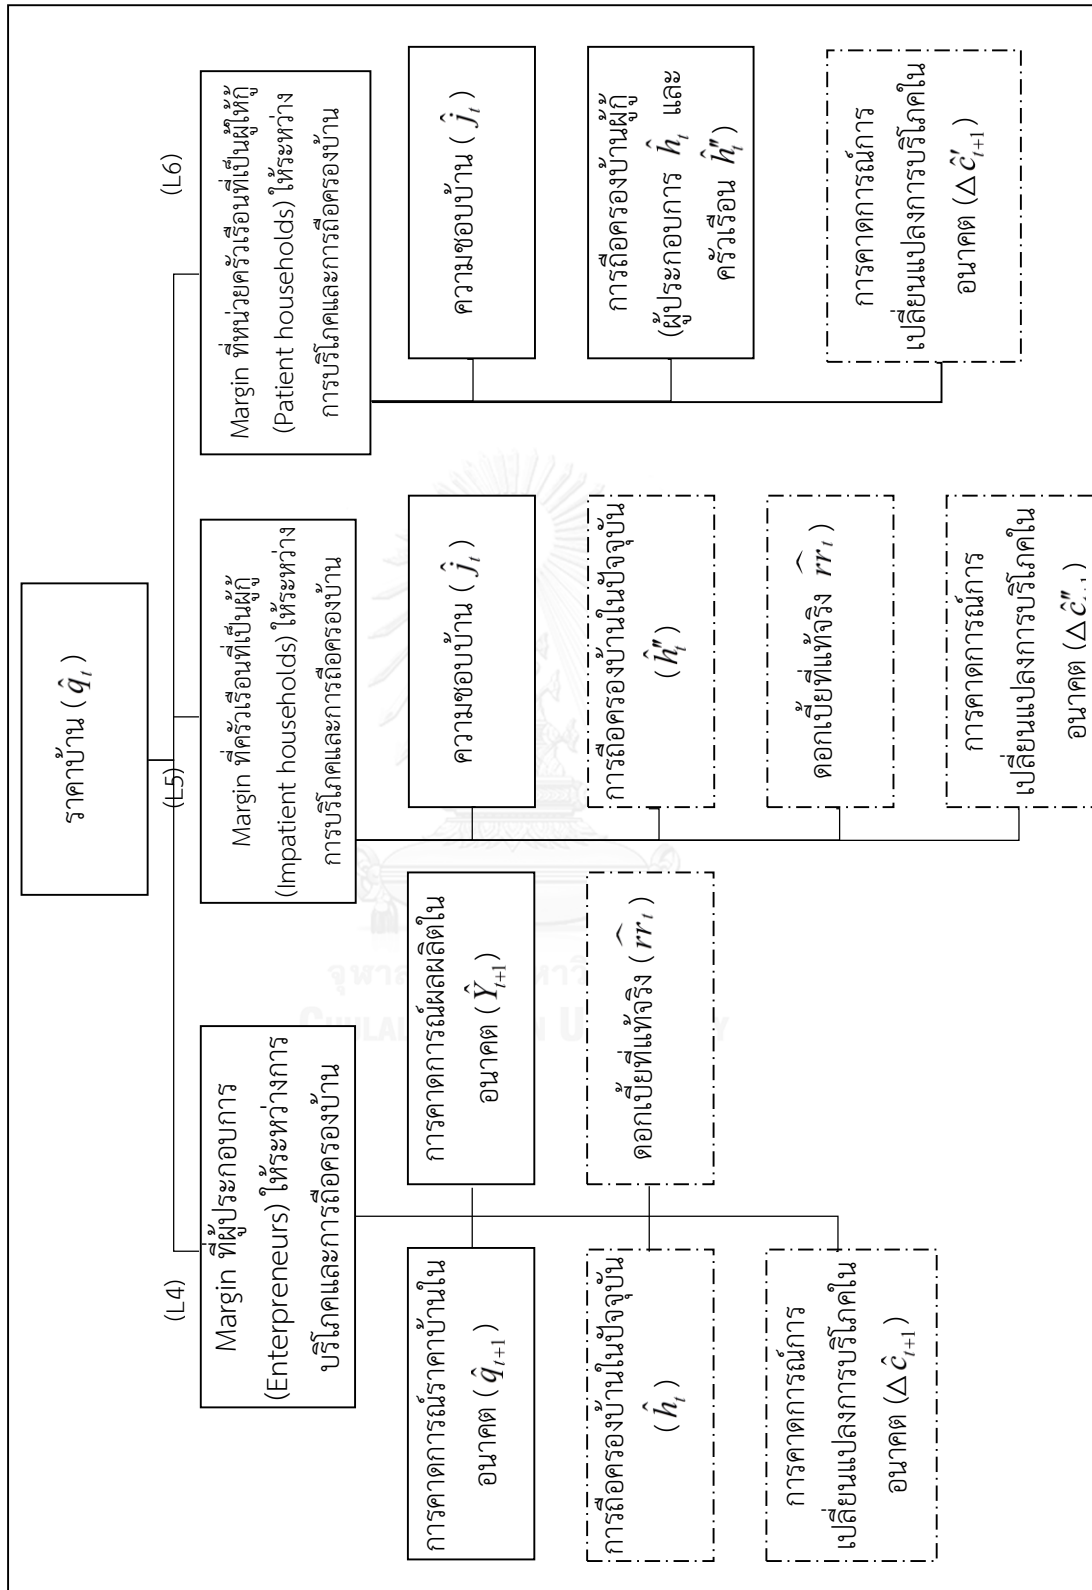 ราคาบ้าน ( q̂_t )
(L4)
Margin ที่ผู้ประกอบการ
(Enterpreneurs) ให้ระหว่างการ
บริโภคและการถือครองบ้าน
การคาดการณ์ราคาบ้านใน
อนาคต ( q̂_{t+1} )
การคาดการณ์ผลผลิตใน
อนาคต ( Ŷ_{t+1} )
การถือครองบ้านในปัจจุบัน
( ĥ_t )
ดอกเบี้ยที่แท้จริง ( r̂r_t )
การคาดการณ์การ
เปลี่ยนแปลงการบริโภคใน
อนาคต (△ĉ_{t+1})
(L5)
Margin ที่ครัวเรือนที่เป็นผู้กู้
(Impatient households) ให้ระหว่าง
การบริโภคและการถือครองบ้าน
ความชอบบ้าน ( ĵ_t )
การถือครองบ้านในปัจจุบัน
( ĥ″_t )
ดอกเบี้ยที่แท้จริง r̂r_t
การคาดการณ์การ
เปลี่ยนแปลงการบริโภคใน
อนาคต (△ĉ″)
(L6)
Margin ที่หน่วยครัวเรือนที่เป็นผู้ให้กู้
(Patient households) ให้ระหว่าง
การบริโภคและการถือครองบ้าน
ความชอบบ้าน ( ĵ_t )
การถือครองบ้านผู้กู้
(ผู้ประกอบการ ĥ_t และ
ครัวเรือน ĥ″_t )
การคาดการณ์การ
เปลี่ยนแปลงการบริโภคใน
อนาคต (△ĉ′_{t+1})